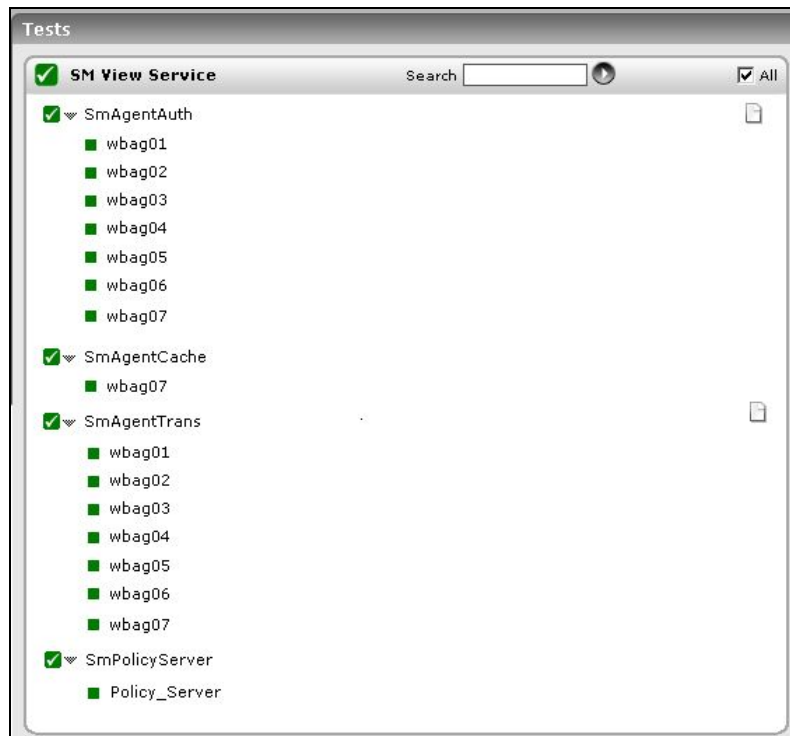 Tests
SM View Service Search All
SmAgentAuth
wbag01
wbag02
wbag03
wbag04
wbag05
wbag06
wbag07
SmAgentCache
wbag07
SmAgentTrans
wbag01
wbag02
wbag03
wbag04
wbag05
wbag06
wbag07
SmPolicyServer
Policy_Server